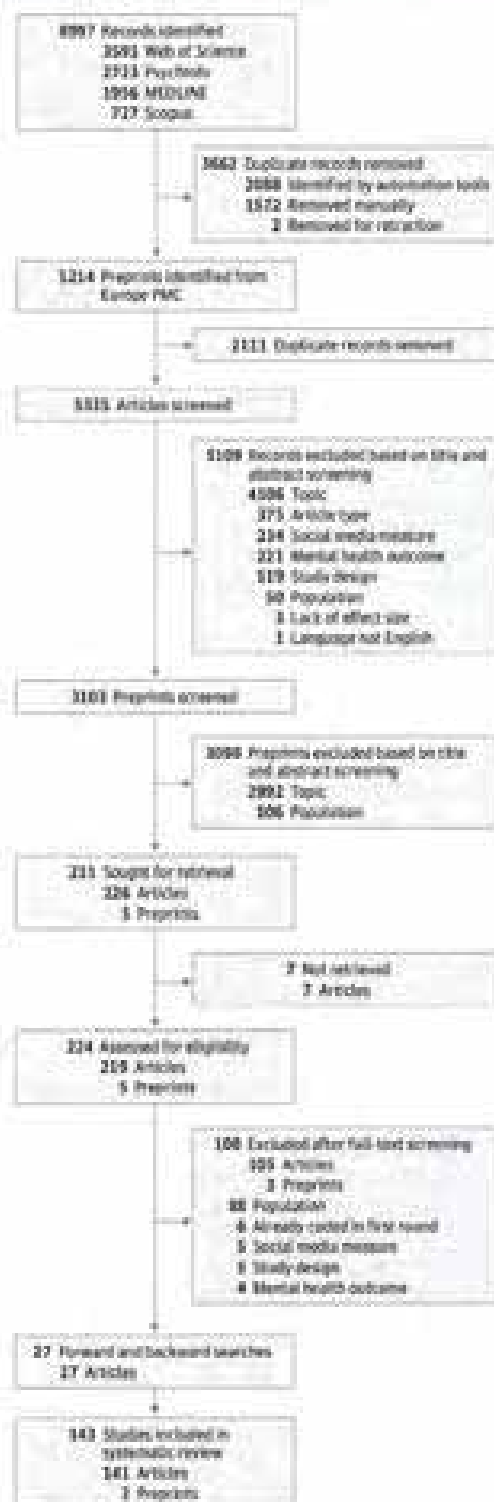 8997 Records identified
3591 Web of Science
2723 PsycInfo
1956 MEDLINE
727 Scopus
3662 Duplicate records removed
2088 Identified by automation tools
1572 Removed manually
2 Removed for retraction
5214 Preprints identified from
Europe PMC
2111 Duplicate records removed
5335 Articles screened
5109 Records excluded based on title and
abstract screening
4106 Topic
375 Article type
234 Social media measure
221 Mental health outcome
119 Study design
50 Population
3 Lack of effect size
1 Language not English
3103 Preprints screened
3098 Preprints excluded based on title
and abstract screening
2992 Topic
106 Population
231 Sought for retrieval
226 Articles
5 Preprints
7 Not retrieved
7 Articles
224 Assessed for eligibility
219 Articles
5 Preprints
108 Excluded after full-text screening
105 Articles
3 Preprints
88 Population
6 Already coded in first round
5 Social media measure
5 Study design
4 Mental health outcome
27 Forward and backward searches
27 Articles
143 Studies included in
systematic review
141 Articles
2 Preprints